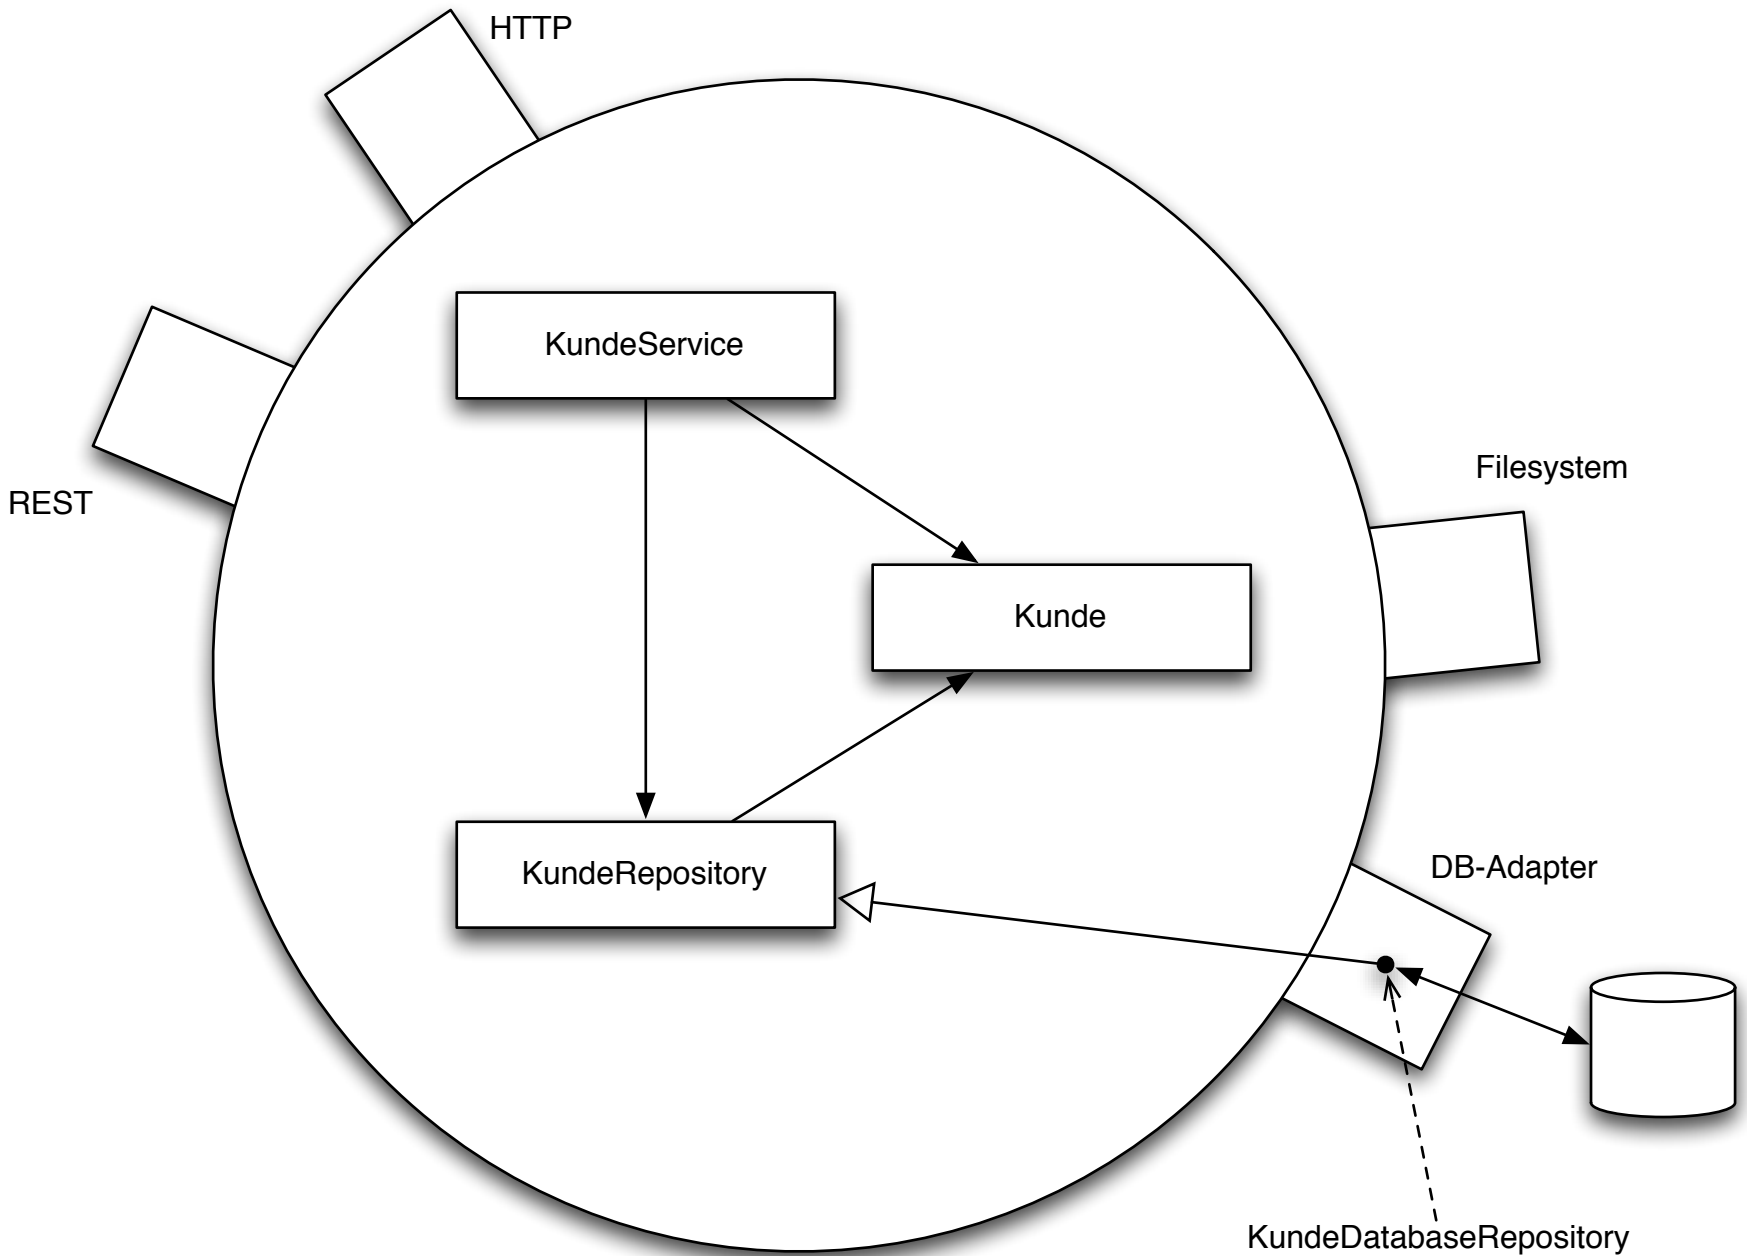 HTTP
KundeService
Filesystem
REST
Kunde
KundeRepository
DB-Adapter
KundeDatabaseRepository